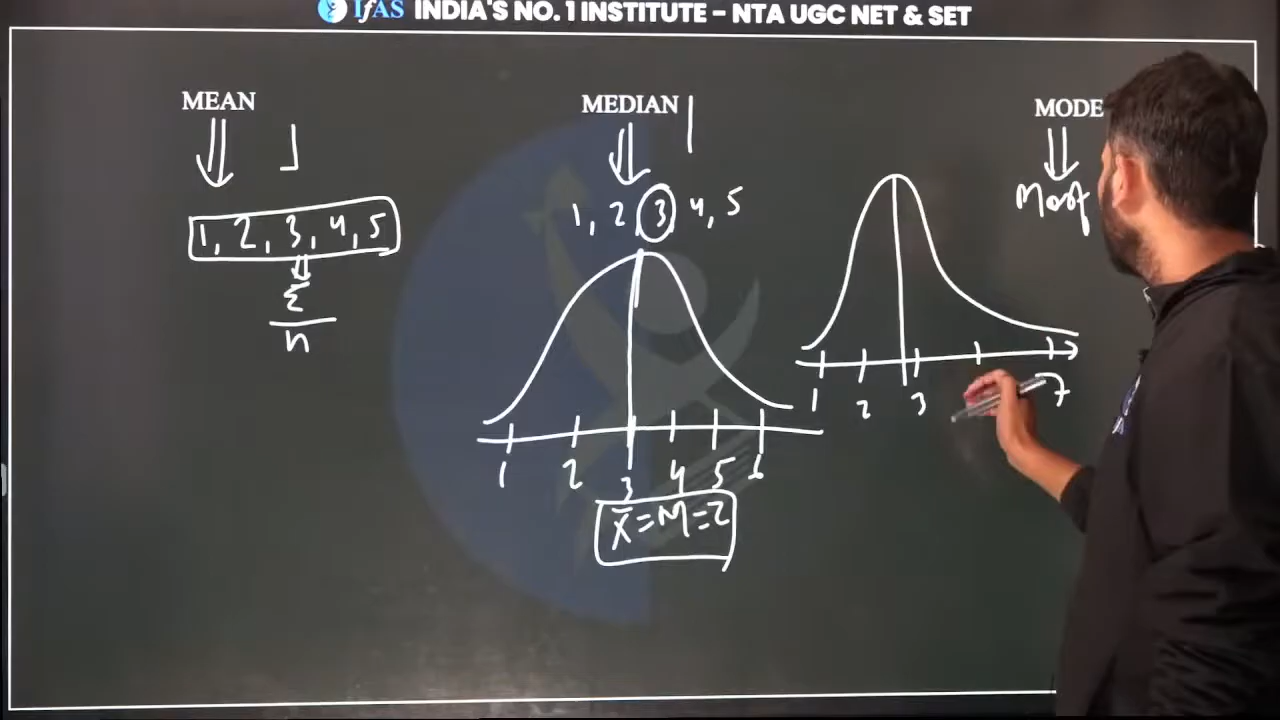 IfAS INDIA'S NO. 1 INSTITUTE - NTA UGC NET & SET
MEAN
1, 2, 3, 4, 5
Σ
n
MEDIAN
1, 2, 3, 4, 5
1 2 3 4 5 6
X̄ = M = Z
MODE
1 2 3 7